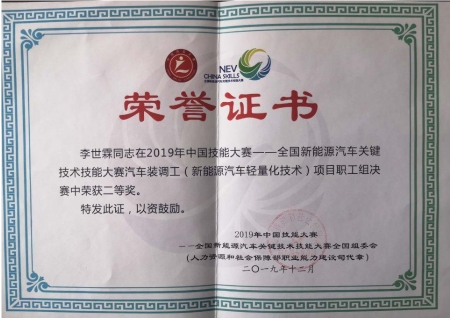 NEV
CHINA SKILLS
荣誉证书
李世霖同志在2019年中国技能大赛——全国新能源汽车关键
技术技能大赛汽车装调工(新能源汽车轻量化技术)项目职工组决
赛中荣获二等奖。
特发此证,以资鼓励。
2019年中国技能大赛
——全国新能源汽车关键技术技能大赛全国组委会
(人力资源和社会保障部职业能力建设司代章)
二〇一九年十二月